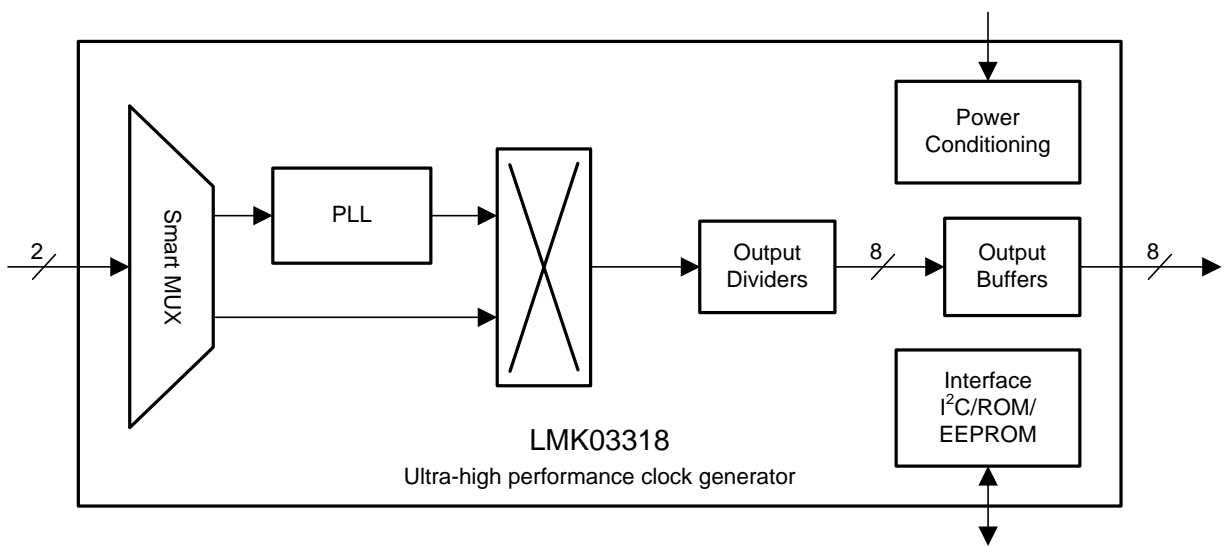 Power
Conditioning
2
Smart MUX
PLL
Output
Dividers
8
Output
Buffers
8
Interface
I²C/ROM/
EEPROM
LMK03318
Ultra-high performance clock generator